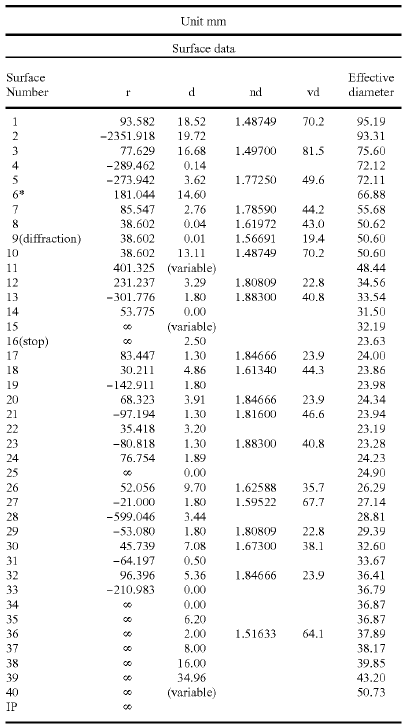 Unit mm
Surface data
Surface Number r d nd vd Effective diameter
1 93.582 18.52 1.48749 70.2 95.19
2 −2351.918 19.72 93.31
3 77.629 16.68 1.49700 81.5 75.60
4 −289.462 0.14 72.12
5 −273.942 3.62 1.77250 49.6 72.11
6* 181.044 14.60 66.88
7 85.547 2.76 1.78590 44.2 55.68
8 38.602 0.04 1.61972 43.0 50.62
9(diffraction) 38.602 0.01 1.56691 19.4 50.60
10 38.602 13.11 1.48749 70.2 50.60
11 401.325 (variable) 48.44
12 231.237 3.29 1.80809 22.8 34.56
13 −301.776 1.80 1.88300 40.8 33.54
14 53.775 0.00 31.50
15 ∞ (variable) 32.19
16(stop) ∞ 2.50 23.63
17 83.447 1.30 1.84666 23.9 24.00
18 30.211 4.86 1.61340 44.3 23.86
19 −142.911 1.80 23.98
20 68.323 3.91 1.84666 23.9 24.34
21 −97.194 1.30 1.81600 46.6 23.94
22 35.418 3.20 23.19
23 −80.818 1.30 1.88300 40.8 23.28
24 76.754 1.89 24.23
25 ∞ 0.00 24.90
26 52.056 9.70 1.62588 35.7 26.29
27 −21.000 1.80 1.59522 67.7 27.14
28 −599.046 3.44 28.81
29 −53.080 1.80 1.80809 22.8 29.39
30 45.739 7.08 1.67300 38.1 32.60
31 −64.197 0.50 33.67
32 96.396 5.36 1.84666 23.9 36.41
33 −210.983 0.00 36.79
34 ∞ 0.00 36.87
35 ∞ 6.20 36.87
36 ∞ 2.00 1.51633 64.1 37.89
37 ∞ 8.00 38.17
38 ∞ 16.00 39.85
39 ∞ 34.96 43.20
40 ∞ (variable) 50.73
IP ∞